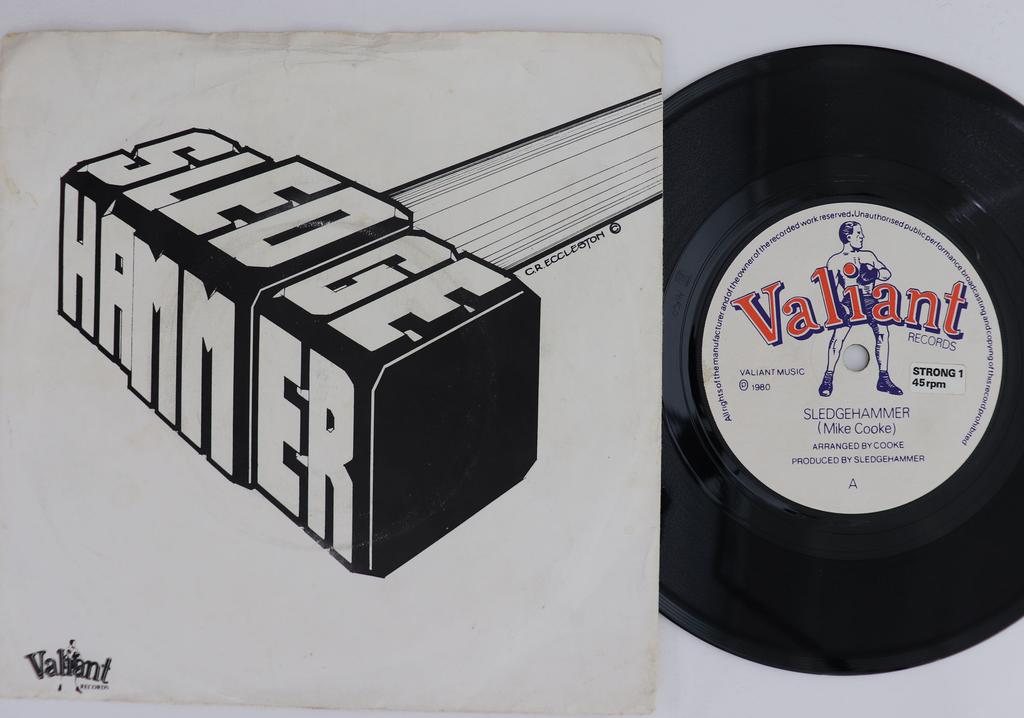 SLEDGE
HAMMER
C.R. ECCLESTON ©
Valiant
RECORDS
All rights of the manufacturer and of the owner of the recorded work reserved. Unauthorised public performance broadcasting and copying of this record prohibited
Valiant
RECORDS
VALIANT MUSIC
Ⓟ 1980
STRONG 1
45 rpm
SLEDGEHAMMER
(Mike Cooke)
ARRANGED BY COOKE
PRODUCED BY SLEDGEHAMMER
A